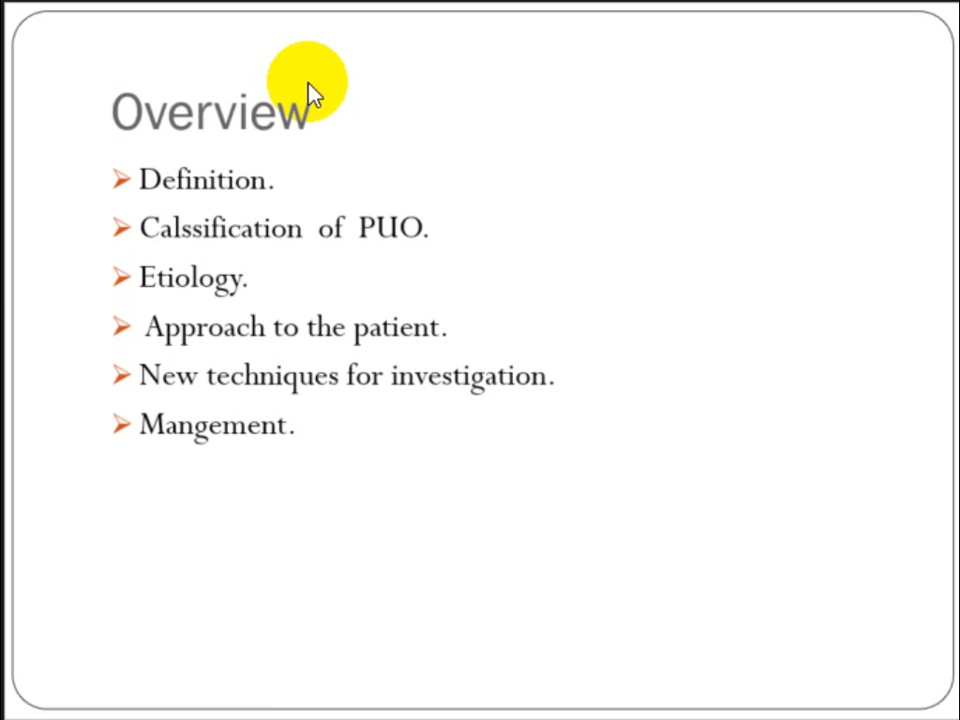 Overview
Definition.
Calssification of PUO.
Etiology.
Approach to the patient.
New techniques for investigation.
Mangement.